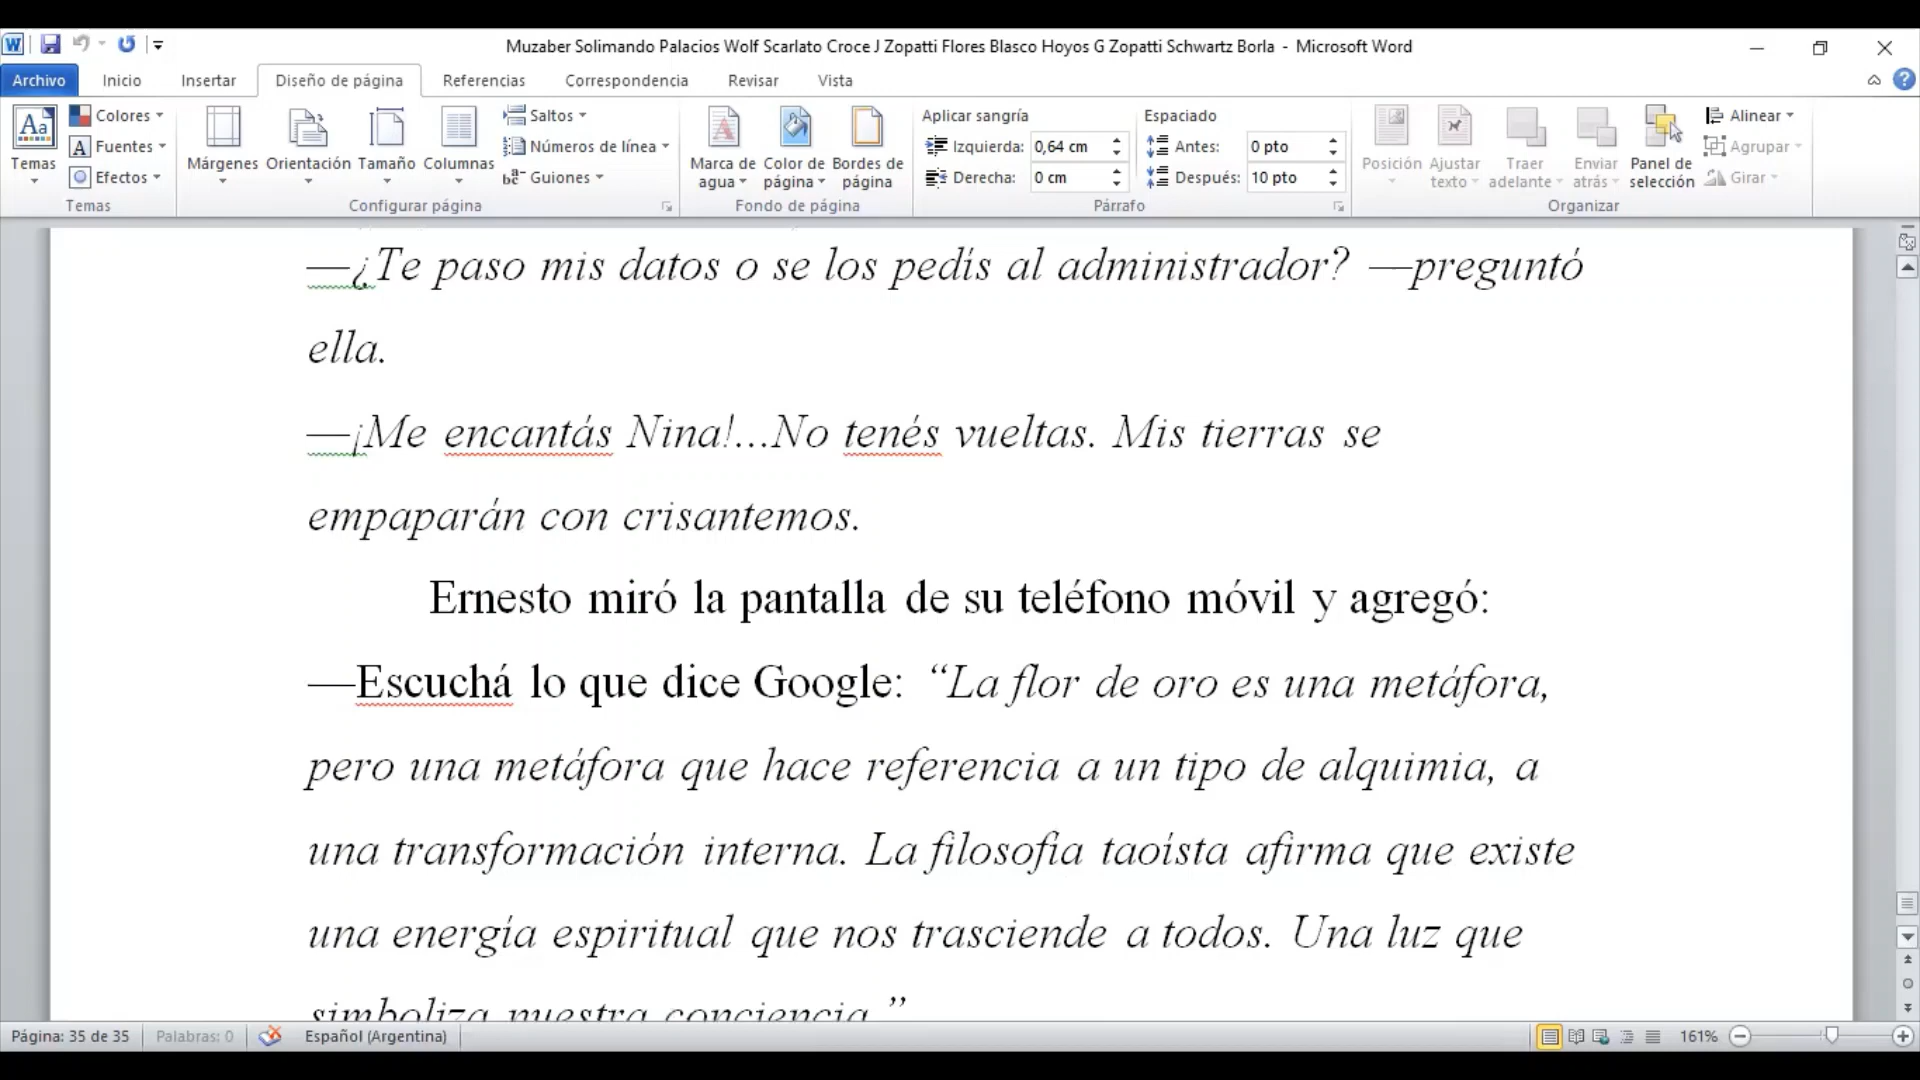 Muzaber Solimando Palacios Wolf Scarlato Croce J Zopatti Flores Blasco Hoyos G Zopatti Schwartz Borla - Microsoft Word
Archivo Inicio Insertar Diseño de página Referencias Correspondencia Revisar Vista
Temas
Colores
Fuentes
Efectos
Temas
Márgenes Orientación Tamaño Columnas
Saltos
Números de línea
Guiones
Configurar página
Marca de agua
Color de página
Bordes de página
Fondo de página
Aplicar sangría
Izquierda: 0,64 cm
Derecha: 0 cm
Espaciado
Antes: 0 pto
Después: 10 pto
Párrafo
Posición
Ajustar texto
Traer adelante
Enviar atrás
Panel de selección
Alinear
Agrupar
Girar
Organizar
—¿Te paso mis datos o se los pedís al administrador? —preguntó
ella.
—¡Me encantás Nina!...No tenés vueltas. Mis tierras se
empaparán con crisantemos.
Ernesto miró la pantalla de su teléfono móvil y agregó:
—Escuchá lo que dice Google: “La flor de oro es una metáfora,
pero una metáfora que hace referencia a un tipo de alquimia, a
una transformación interna. La filosofía taoísta afirma que existe
una energía espiritual que nos trasciende a todos. Una luz que
simboliza nuestra conciencia.”
Página: 35 de 35 Palabras: 0 Español (Argentina) 161%